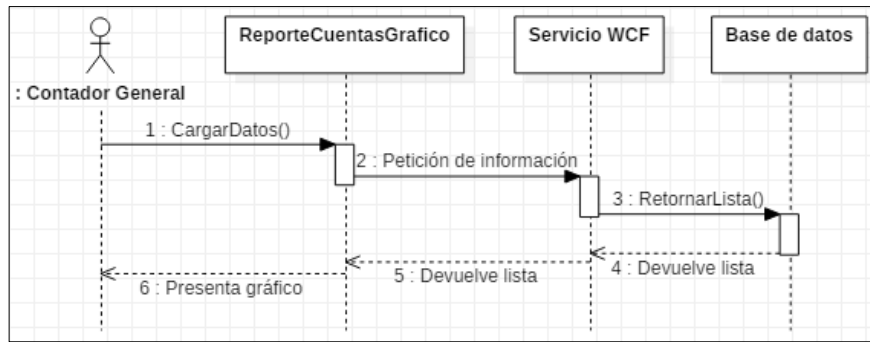 ReporteCuentasGrafico
Servicio WCF
Base de datos
: Contador General
1 : CargarDatos()
2 : Petición de información
3 : RetornarLista()
4 : Devuelve lista
5 : Devuelve lista
6 : Presenta gráfico